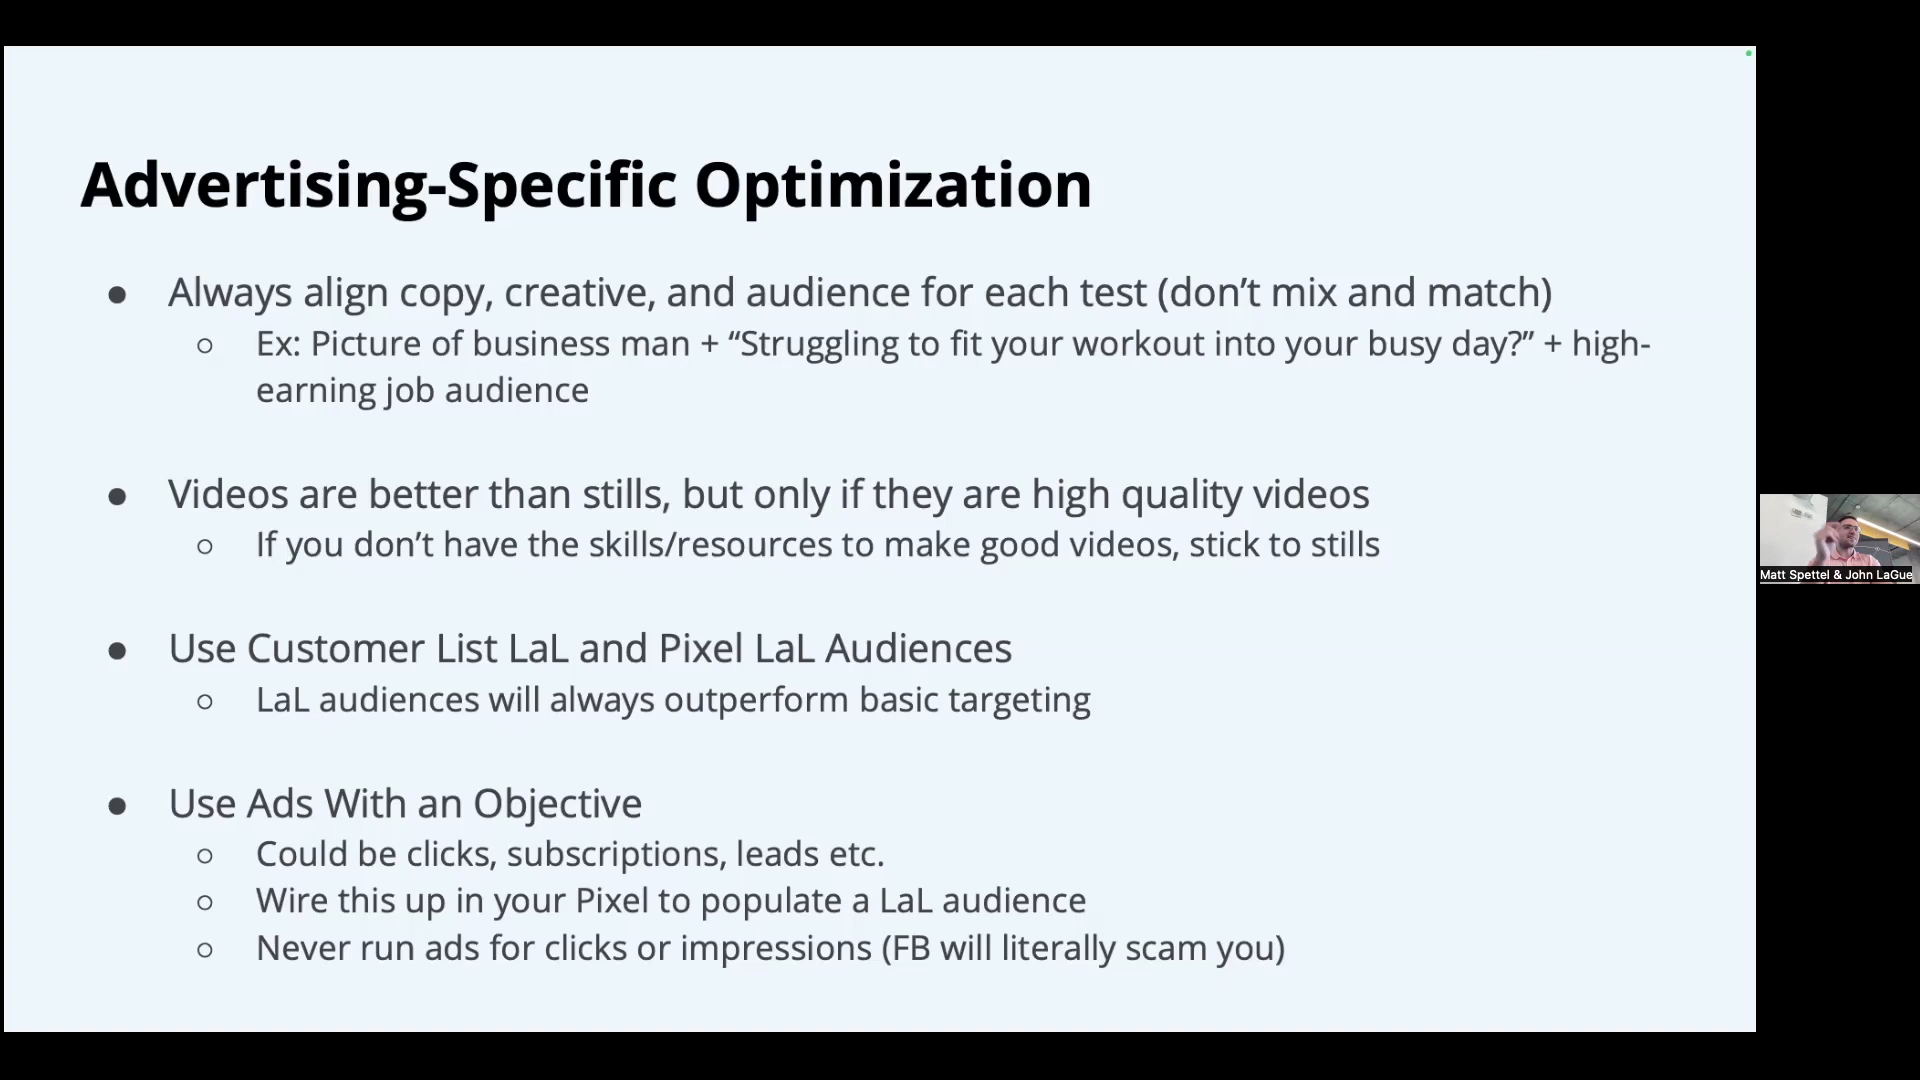 Advertising-Specific Optimization
● Always align copy, creative, and audience for each test (don’t mix and match)
○ Ex: Picture of business man + “Struggling to fit your workout into your busy day?” + high-
earning job audience
● Videos are better than stills, but only if they are high quality videos
○ If you don’t have the skills/resources to make good videos, stick to stills
● Use Customer List LaL and Pixel LaL Audiences
○ LaL audiences will always outperform basic targeting
● Use Ads With an Objective
○ Could be clicks, subscriptions, leads etc.
○ Wire this up in your Pixel to populate a LaL audience
○ Never run ads for clicks or impressions (FB will literally scam you)
Matt Spettel & John LaGue